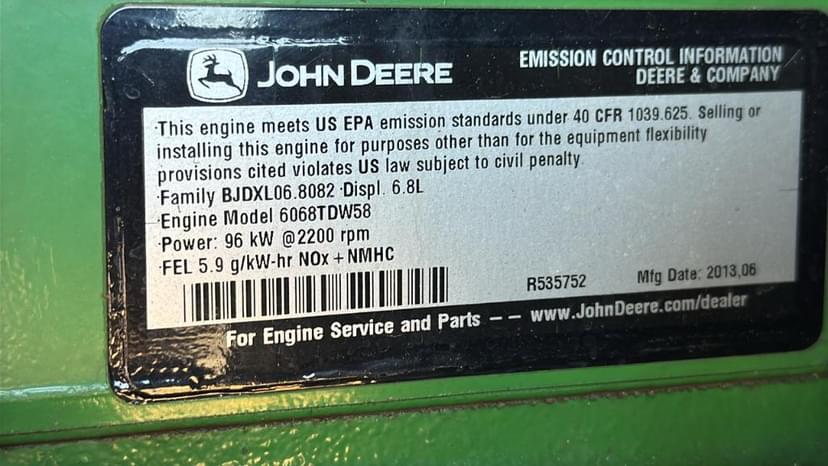 JOHN DEERE
EMISSION CONTROL INFORMATION
DEERE & COMPANY
·This engine meets US EPA emission standards under 40 CFR 1039.625. Selling or
installing this engine for purposes other than for the equipment flexibility
provisions cited violates US law subject to civil penalty.
·Family BJDXL06.8082 ·Displ. 6.8L
·Engine Model 6068TDW58
·Power: 96 kW @2200 rpm
·FEL 5.9 g/kW-hr NOx + NMHC
R535752
Mfg Date: 2013,06
For Engine Service and Parts -- www.JohnDeere.com/dealer